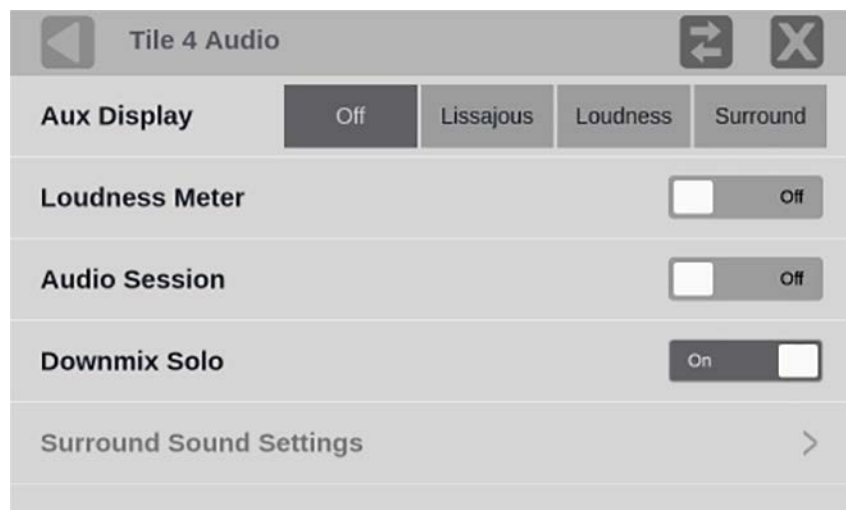 Tile 4 Audio
Aux Display Off Lissajous Loudness Surround
Loudness Meter Off
Audio Session Off
Downmix Solo On
Surround Sound Settings